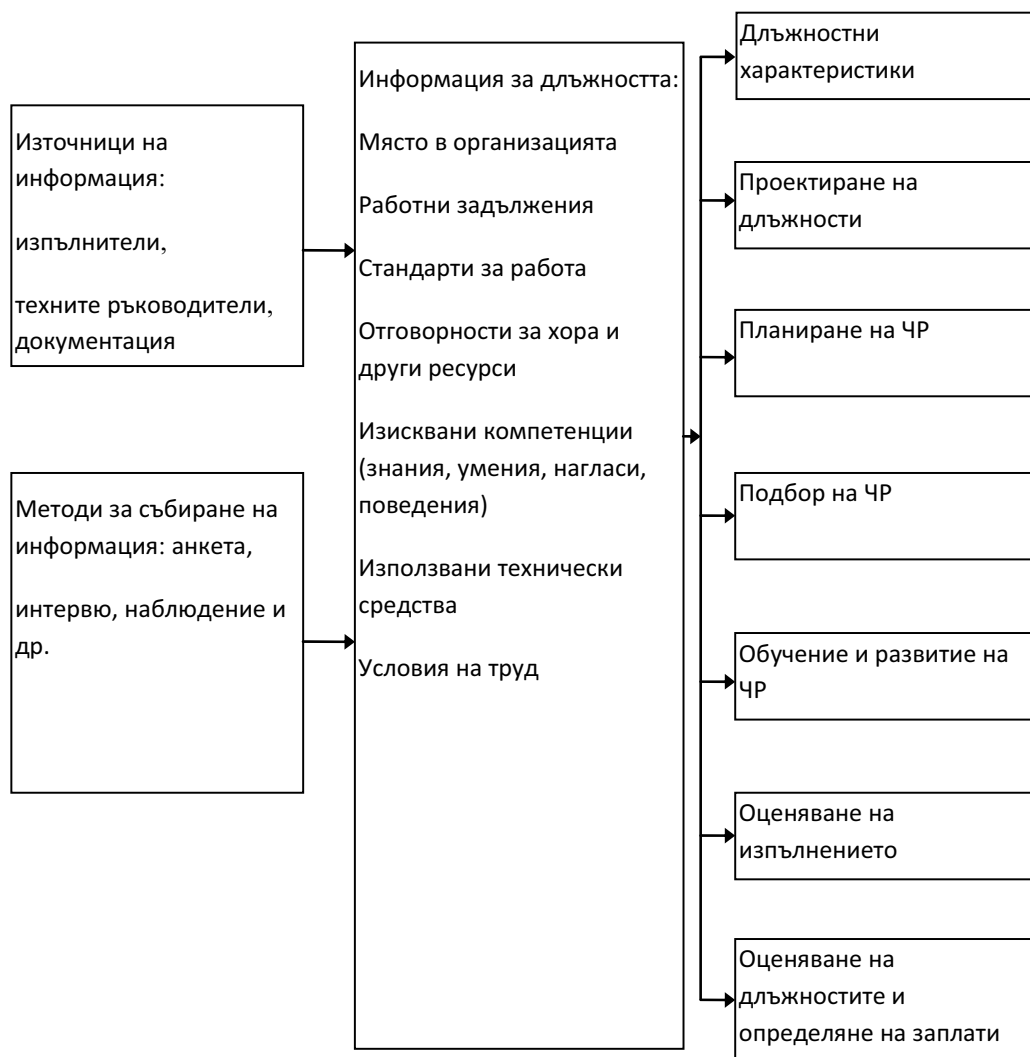 Източници на
информация:
изпълнители,
техните ръководители,
документация
Методи за събиране на
информация: анкета,
интервю, наблюдение и
др.
Информация за длъжността:
Място в организацията
Работни задължения
Стандарти за работа
Отговорности за хора и
други ресурси
Изисквани компетенции
(знания, умения, нагласи,
поведения)
Използвани технически
средства
Условия на труд
Длъжностни
характеристики
Проектиране на
длъжности
Планиране на ЧР
Подбор на ЧР
Обучение и развитие на
ЧР
Оценяване на
изпълнението
Оценяване на
длъжностите и
определяне на заплати